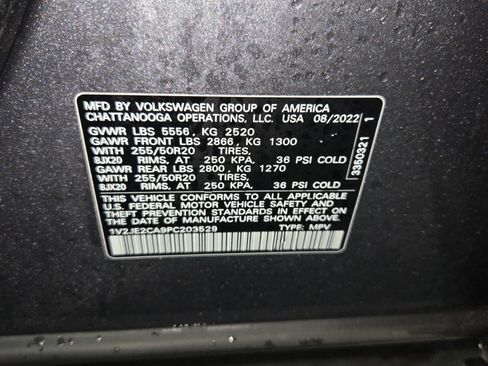 MFD BY VOLKSWAGEN GROUP OF AMERICA
CHATTANOOGA OPERATIONS, LLC. USA 08/2022
GVWR LBS 5556, KG 2520
GAWR FRONT LBS 2866, KG 1300
WITH 255/50R20 TIRES,
8JX20 RIMS, AT 250 KPA, 36 PSI COLD
GAWR REAR LBS 2800, KG 1270
WITH 255/50R20 TIRES,
8JX20 RIMS, AT 250 KPA, 36 PSI COLD
THIS VEHICLE CONFORMS TO ALL APPLICABLE
U.S. FEDERAL MOTOR VEHICLE SAFETY
STANDARDS IN EFFECT ON THE
DATE OF MANUFACTURE SHOWN ABOVE
1V2JE2CA9PC203529 TYPE: MPV
3350321 1